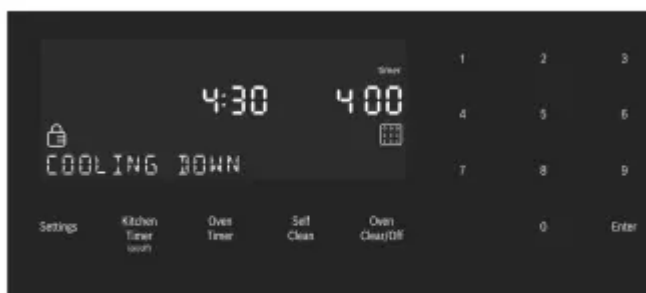 timer
4:30 4 00
COOLING DOWN
Settings
Kitchen
Timer
Oven
Timer
Self
Clean
Oven
Clear/Off
1 2 3
4 5 6
7 8 9
0 Enter